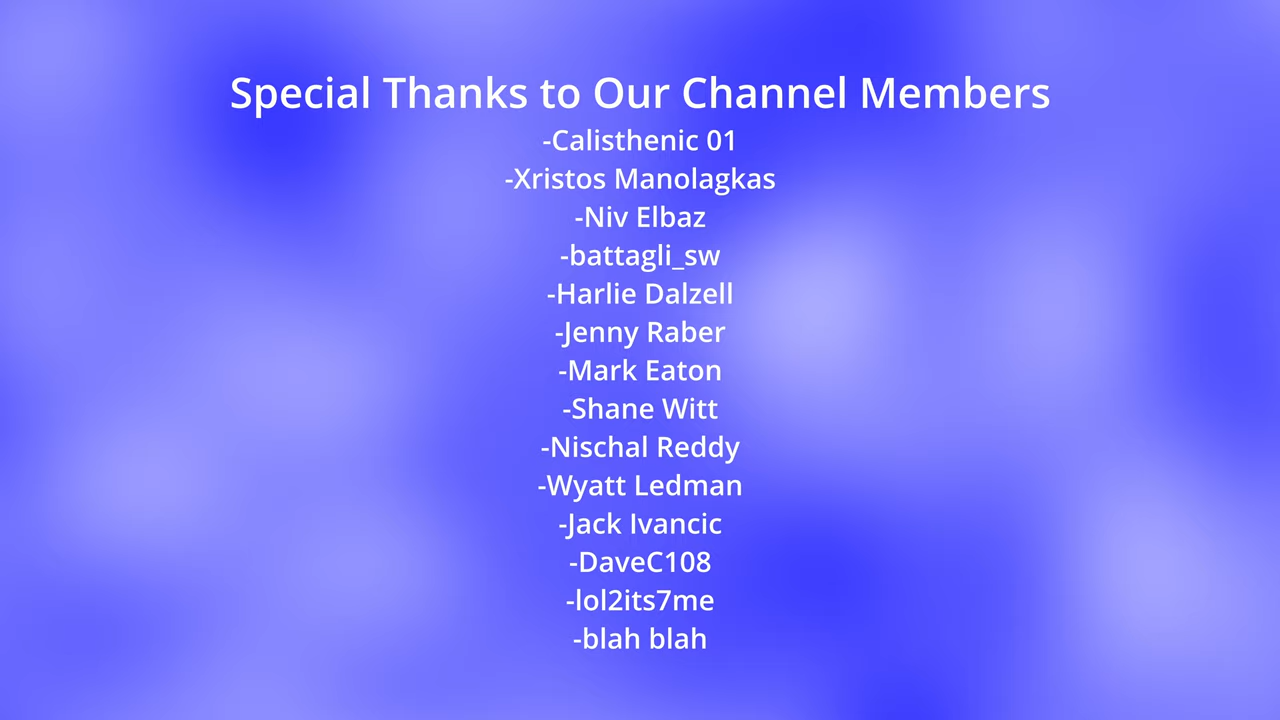 Special Thanks to Our Channel Members
-Calisthenic 01
-Xristos Manolagkas
-Niv Elbaz
-battagli_sw
-Harlie Dalzell
-Jenny Raber
-Mark Eaton
-Shane Witt
-Nischal Reddy
-Wyatt Ledman
-Jack Ivancic
-DaveC108
-lol2its7me
-blah blah